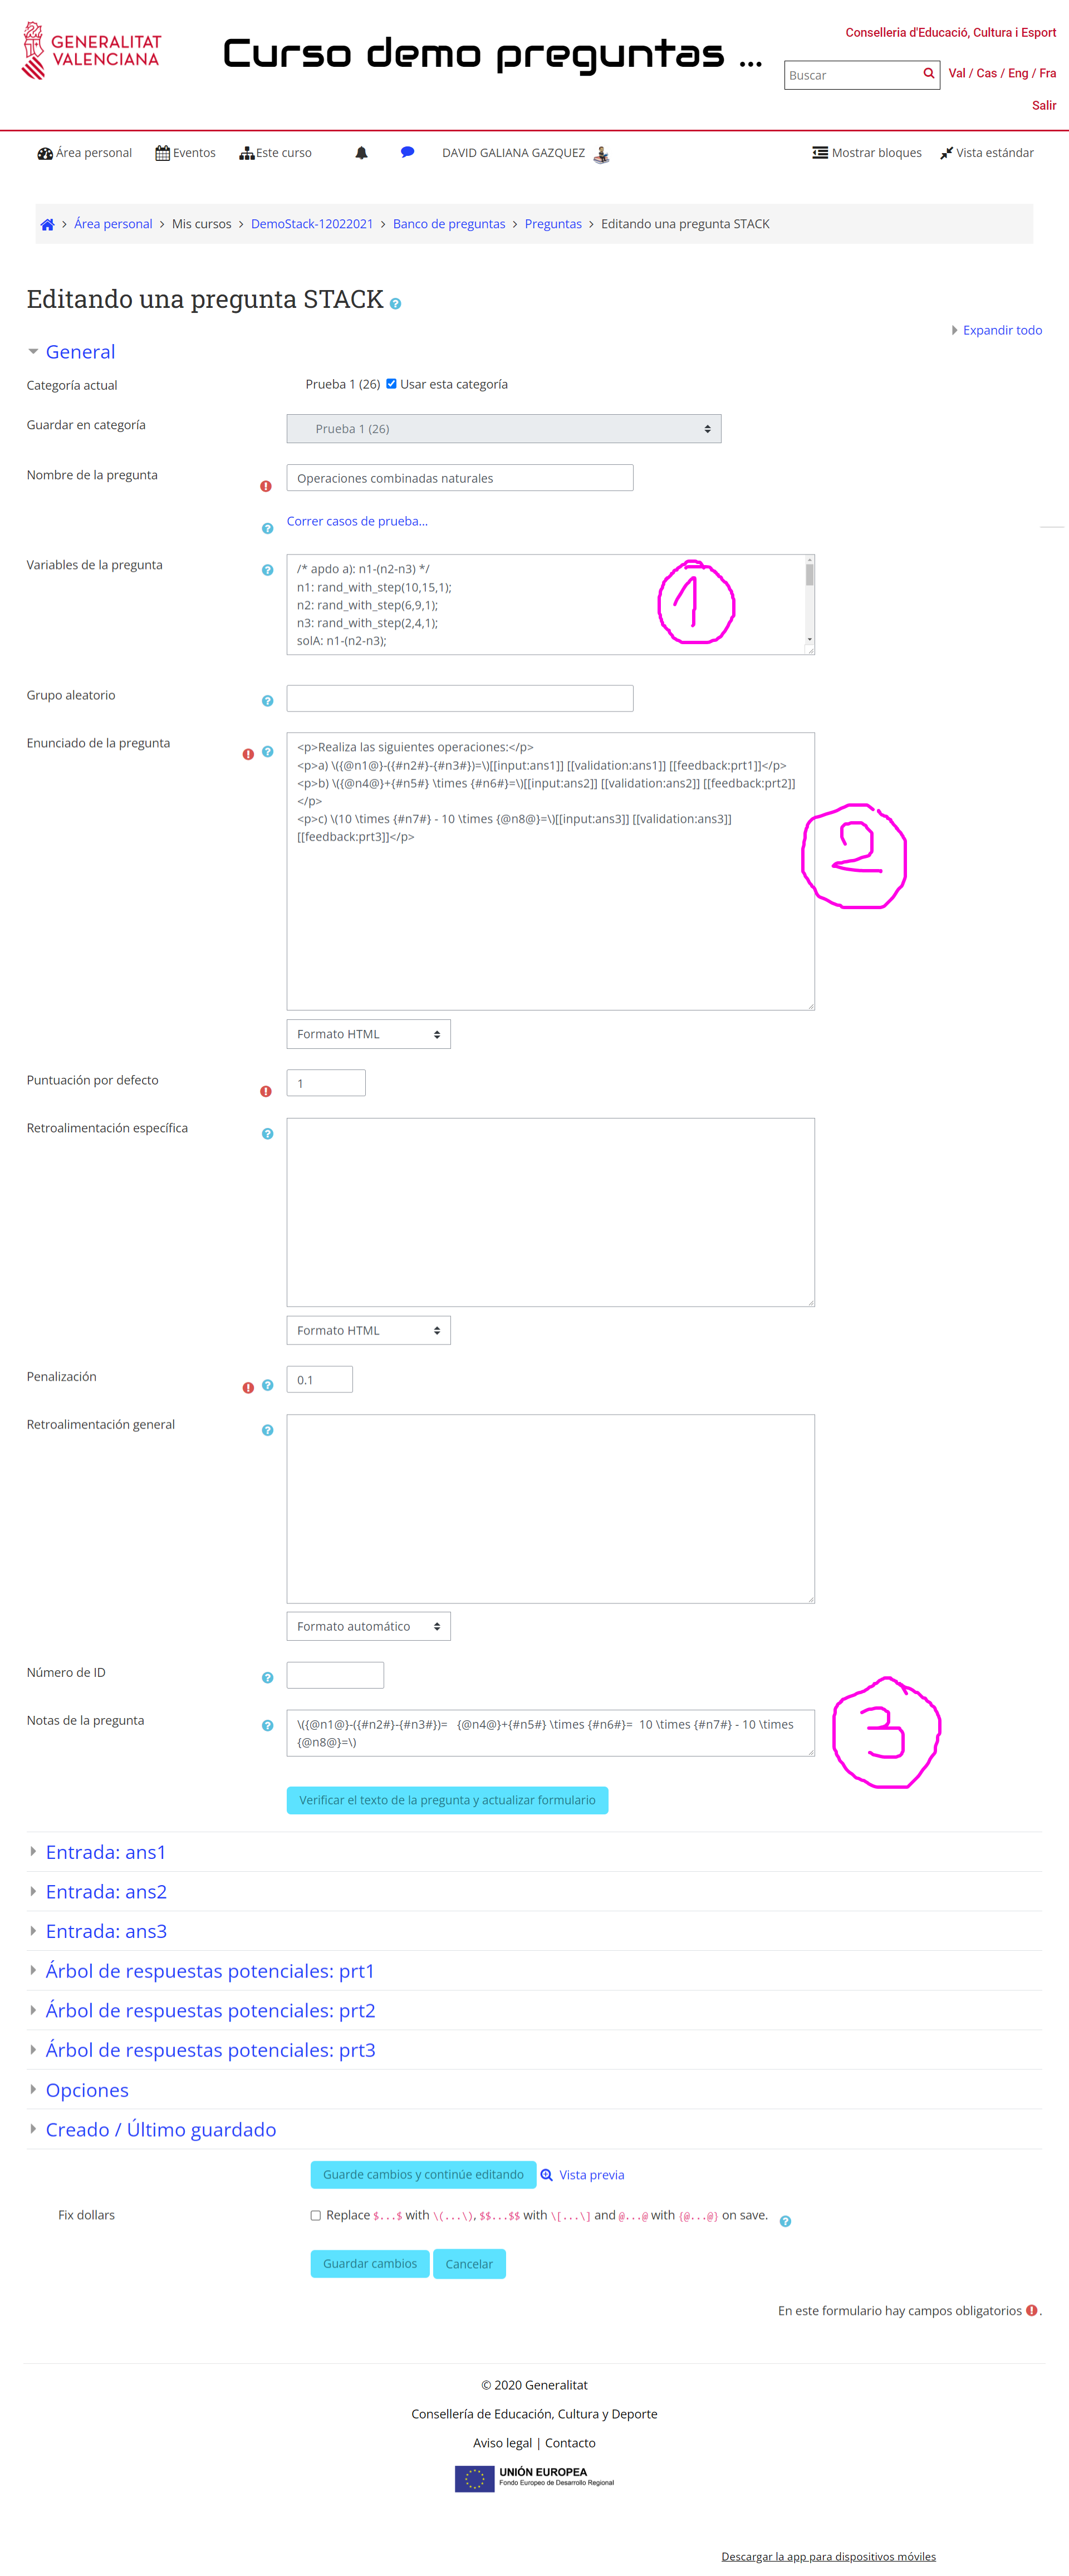 GENERALITAT
VALENCIANA
Curso demo preguntas ...
Conselleria d'Educació, Cultura i Esport
Buscar
Val / Cas / Eng / Fra
Salir
Área personal
Eventos
Este curso
DAVID GALIANA GAZQUEZ
Mostrar bloques
Vista estándar
Área personal > Mis cursos > DemoStack-12022021 > Banco de preguntas > Preguntas > Editando una pregunta STACK
Editando una pregunta STACK
Expandir todo
General
Categoría actual
Prueba 1 (26) Usar esta categoría
Guardar en categoría
Prueba 1 (26)
Nombre de la pregunta
Operaciones combinadas naturales
Correr casos de prueba...
Variables de la pregunta
/* apdo a): n1-(n2-n3) */
n1: rand_with_step(10,15,1);
n2: rand_with_step(6,9,1);
n3: rand_with_step(2,4,1);
solA: n1-(n2-n3);
1
Grupo aleatorio
Enunciado de la pregunta
<p>Realiza las siguientes operaciones:</p>
<p>a) \({@n1@}-({#n2#}-{#n3#})=\)[[input:ans1]] [[validation:ans1]] [[feedback:prt1]]</p>
<p>b) \({@n4@}+{#n5#} \times {#n6#}=\)[[input:ans2]] [[validation:ans2]] [[feedback:prt2]]
</p>
<p>c) \(10 \times {#n7#} - 10 \times {@n8@}=\)[[input:ans3]] [[validation:ans3]]
[[feedback:prt3]]</p>
2
Formato HTML
Puntuación por defecto
1
Retroalimentación específica
Formato HTML
Penalización
0.1
Retroalimentación general
Formato automático
Número de ID
Notas de la pregunta
\({@n1@}-({#n2#}-{#n3#})= {@n4@}+{#n5#} \times {#n6#}= 10 \times {#n7#} - 10 \times
{@n8@}=\)
3
Verificar el texto de la pregunta y actualizar formulario
Entrada: ans1
Entrada: ans2
Entrada: ans3
Árbol de respuestas potenciales: prt1
Árbol de respuestas potenciales: prt2
Árbol de respuestas potenciales: prt3
Opciones
Creado / Último guardado
Guarde cambios y continúe editando
Vista previa
Fix dollars
Replace $...$ with \(...\), $$...$$ with \[...\] and @...@ with {@...@} on save.
Guardar cambios
Cancelar
En este formulario hay campos obligatorios .
© 2020 Generalitat
Consellería de Educación, Cultura y Deporte
Aviso legal | Contacto
UNIÓN EUROPEA
Fondo Europeo de Desarrollo Regional
Descargar la app para dispositivos móviles